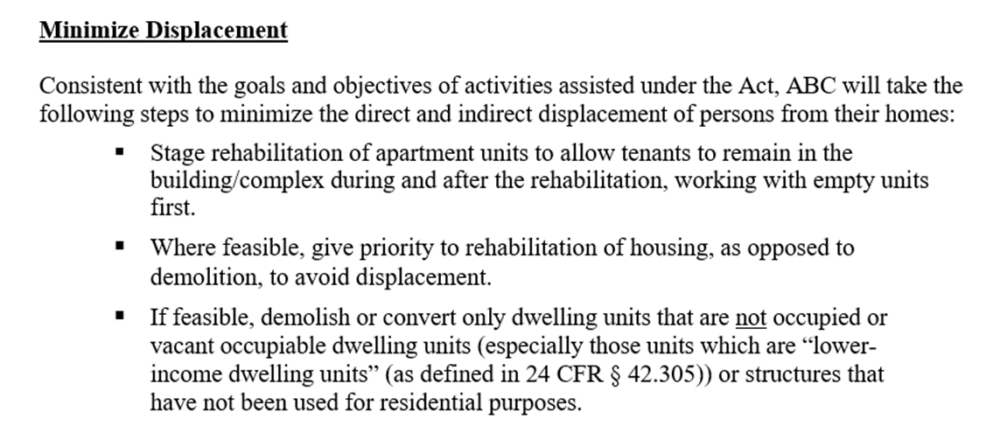 Minimize Displacement
Consistent with the goals and objectives of activities assisted under the Act, ABC will take the
following steps to minimize the direct and indirect displacement of persons from their homes:
▪ Stage rehabilitation of apartment units to allow tenants to remain in the
building/complex during and after the rehabilitation, working with empty units
first.
▪ Where feasible, give priority to rehabilitation of housing, as opposed to
demolition, to avoid displacement.
▪ If feasible, demolish or convert only dwelling units that are not occupied or
vacant occupiable dwelling units (especially those units which are “lower-
income dwelling units” (as defined in 24 CFR § 42.305)) or structures that
have not been used for residential purposes.